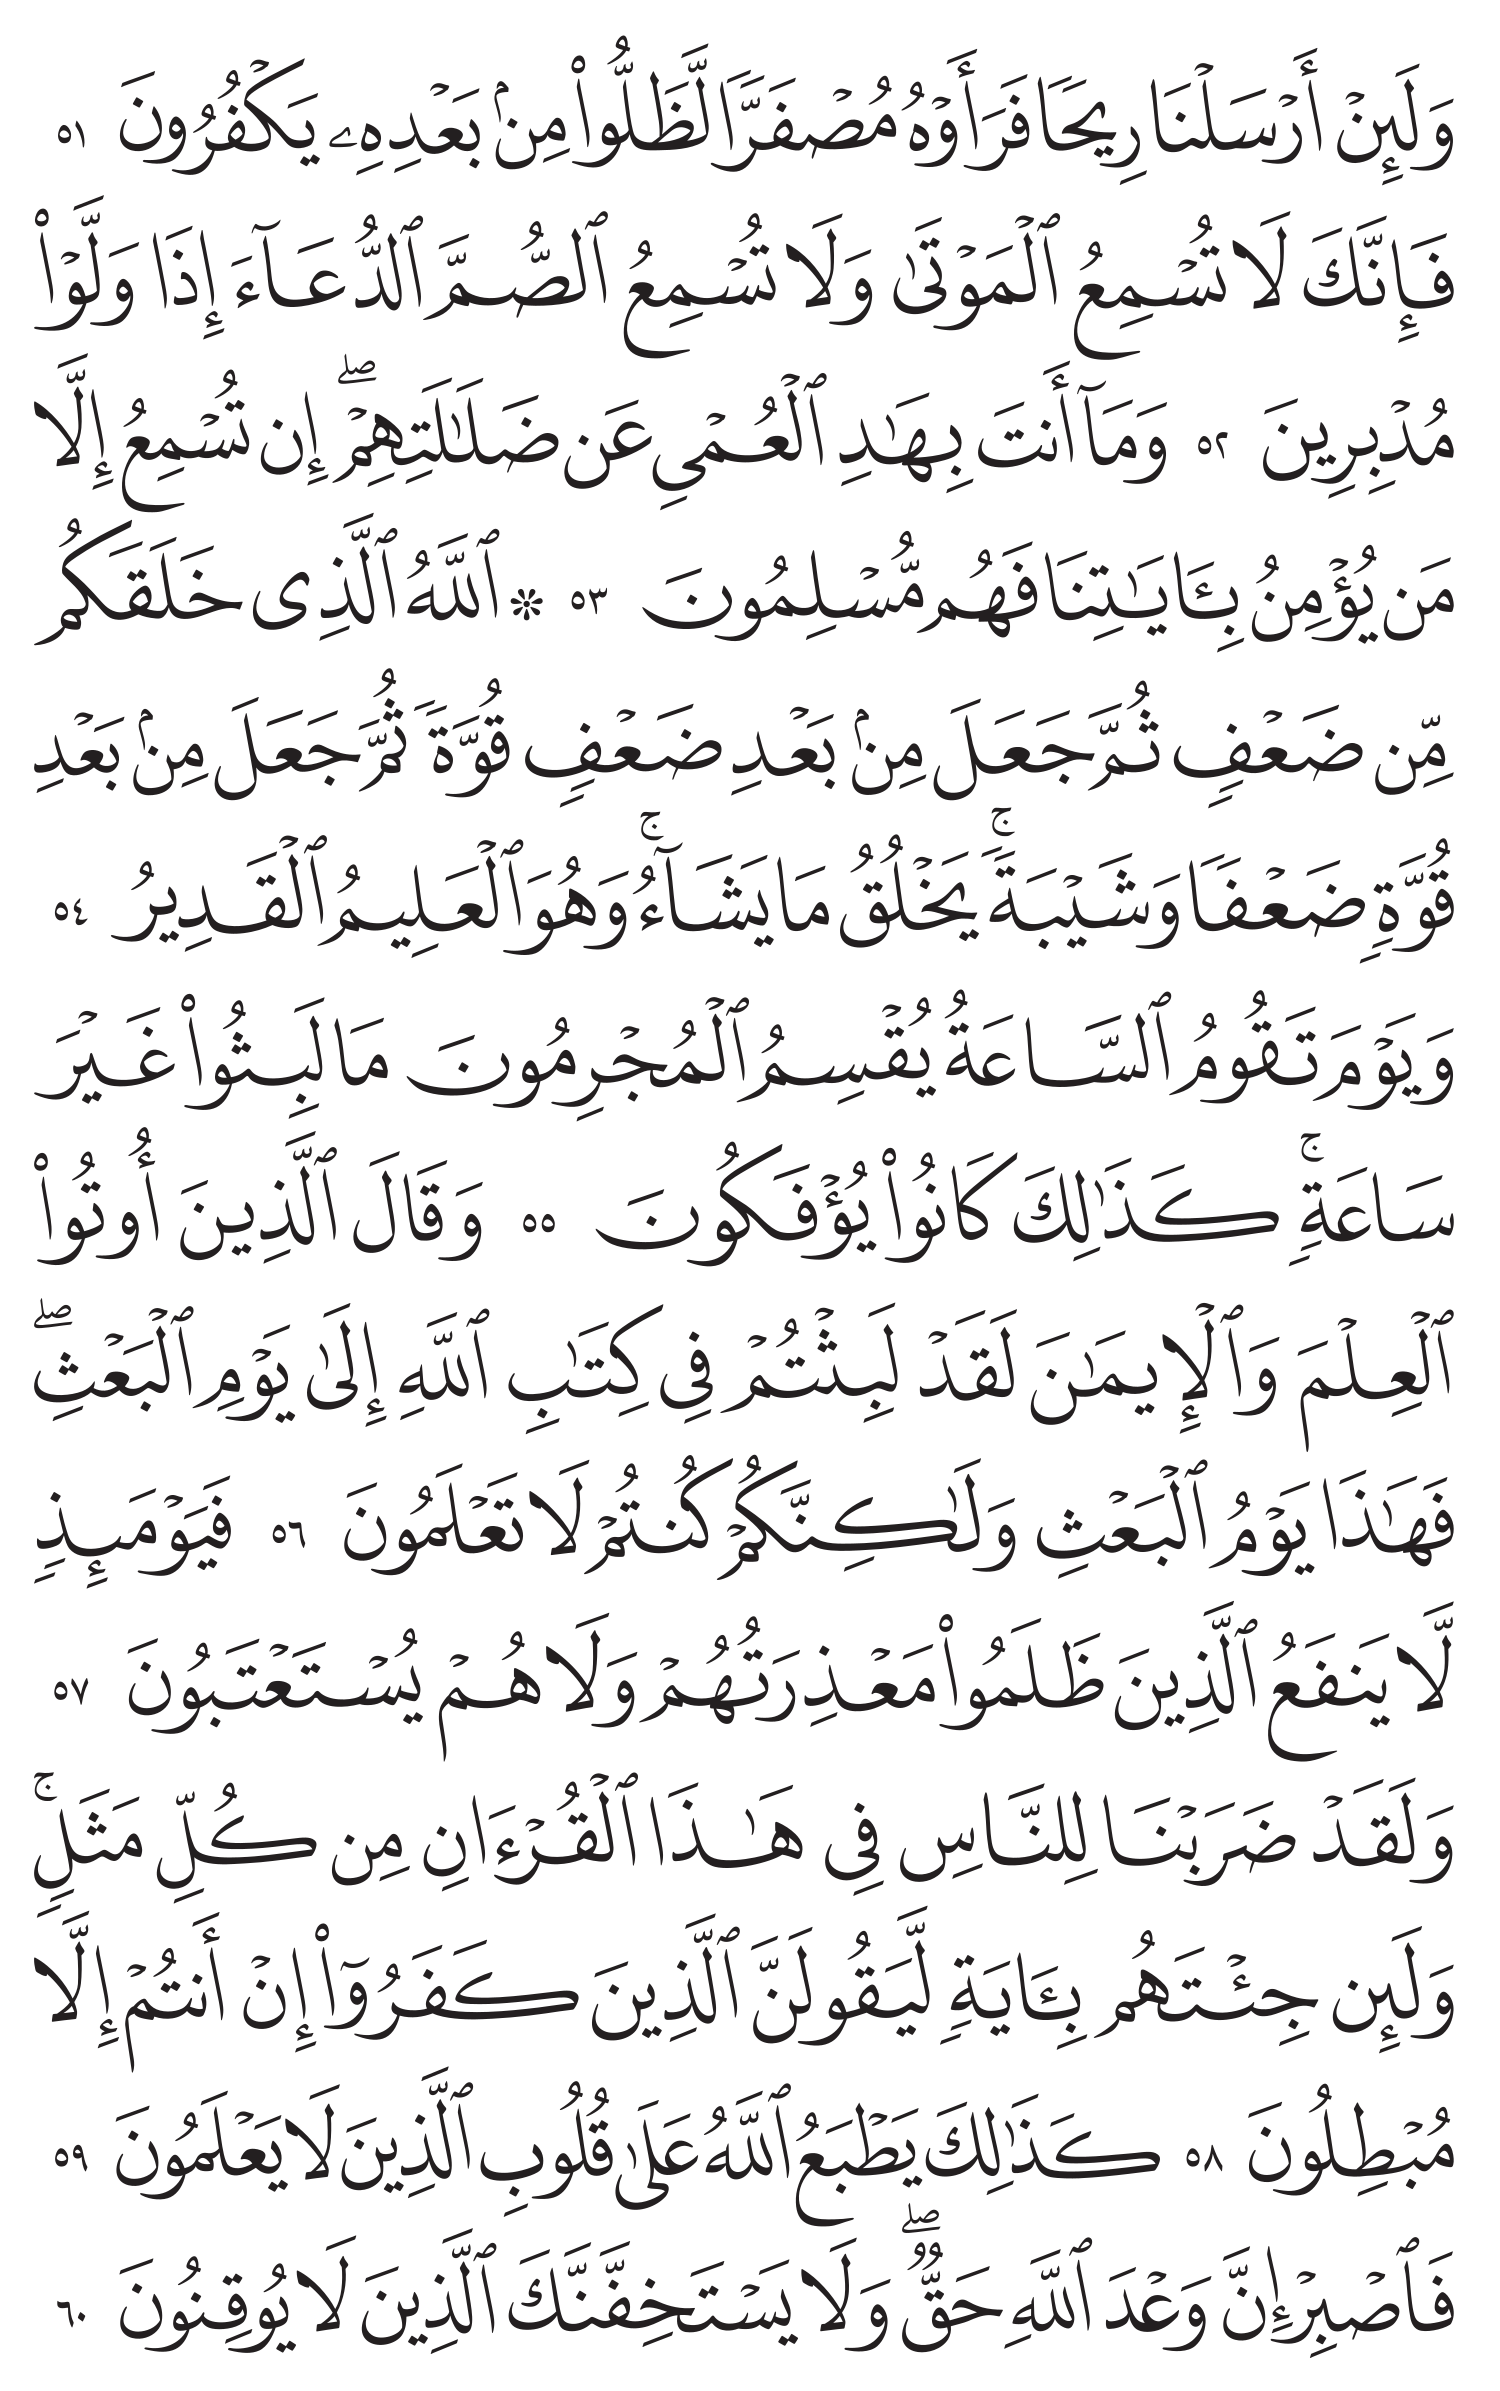 وَلَئِنْ أَرْسَلْنَا رِيحًا فَرَأَوْهُ مُصْفَرًّا لَّظَلُّوا۟ مِنۢ بَعْدِهِۦ يَكْفُرُونَ ٥١
فَإِنَّكَ لَا تُسْمِعُ ٱلْمَوْتَىٰ وَلَا تُسْمِعُ ٱلصُّمَّ ٱلدُّعَآءَ إِذَا وَلَّوْا۟
مُدْبِرِينَ ٥٢ وَمَآ أَنتَ بِهَـٰدِ ٱلْعُمْىِ عَن ضَلَـٰلَتِهِمْ ۖ إِن تُسْمِعُ إِلَّا
مَن يُؤْمِنُ بِـَٔايَـٰتِنَا فَهُم مُّسْلِمُونَ ٥٣ ۞ ٱللَّهُ ٱلَّذِى خَلَقَكُم
مِّن ضَعْفٍ ثُمَّ جَعَلَ مِنۢ بَعْدِ ضَعْفٍ قُوَّةً ثُمَّ جَعَلَ مِنۢ بَعْدِ
قُوَّةٍ ضَعْفًا وَشَيْبَةً ۚ يَخْلُقُ مَا يَشَآءُ ۚ وَهُوَ ٱلْعَلِيمُ ٱلْقَدِيرُ ٥٤
وَيَوْمَ تَقُومُ ٱلسَّاعَةُ يُقْسِمُ ٱلْمُجْرِمُونَ مَا لَبِثُوا۟ غَيْرَ
سَاعَةٍ ۚ كَذَٰلِكَ كَانُوا۟ يُؤْفَكُونَ ٥٥ وَقَالَ ٱلَّذِينَ أُوتُوا۟
ٱلْعِلْمَ وَٱلْإِيمَـٰنَ لَقَدْ لَبِثْتُمْ فِى كِتَـٰبِ ٱللَّهِ إِلَىٰ يَوْمِ ٱلْبَعْثِ ۖ
فَهَـٰذَا يَوْمُ ٱلْبَعْثِ وَلَـٰكِنَّكُمْ كُنتُمْ لَا تَعْلَمُونَ ٥٦ فَيَوْمَئِذٍ
لَّا يَنفَعُ ٱلَّذِينَ ظَلَمُوا۟ مَعْذِرَتُهُمْ وَلَا هُمْ يُسْتَعْتَبُونَ ٥٧
وَلَقَدْ ضَرَبْنَا لِلنَّاسِ فِى هَـٰذَا ٱلْقُرْءَانِ مِن كُلِّ مَثَلٍ ۚ
وَلَئِن جِئْتَهُم بِـَٔايَةٍ لَّيَقُولَنَّ ٱلَّذِينَ كَفَرُوٓا۟ إِنْ أَنتُمْ إِلَّا
مُبْطِلُونَ ٥٨ كَذَٰلِكَ يَطْبَعُ ٱللَّهُ عَلَىٰ قُلُوبِ ٱلَّذِينَ لَا يَعْلَمُونَ ٥٩
فَٱصْبِرْ إِنَّ وَعْدَ ٱللَّهِ حَقٌّ ۖ وَلَا يَسْتَخِفَّنَّكَ ٱلَّذِينَ لَا يُوقِنُونَ ٦٠